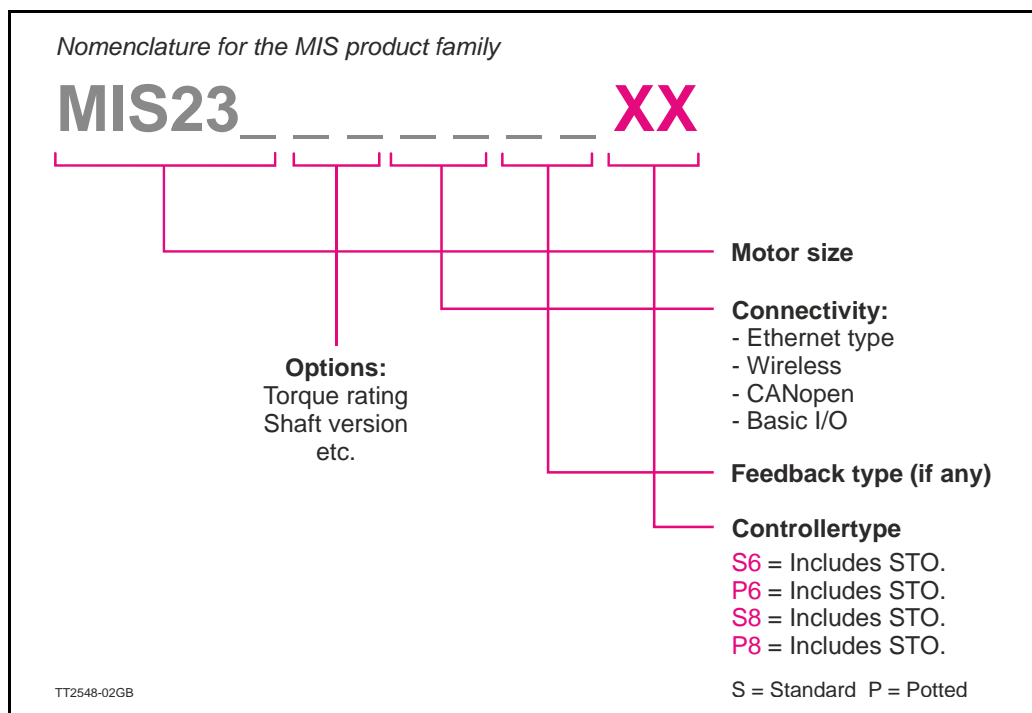 Nomenclature for the MIS product family
MIS23_ _ _ _ _ _ _ XX
Motor size
Connectivity:
- Ethernet type
- Wireless
- CANopen
- Basic I/O
Options:
Torque rating
Shaft version
etc.
Feedback type (if any)
Controllertype
S6 = Includes STO.
P6 = Includes STO.
S8 = Includes STO.
P8 = Includes STO.
S = Standard P = Potted
TT2548-02GB